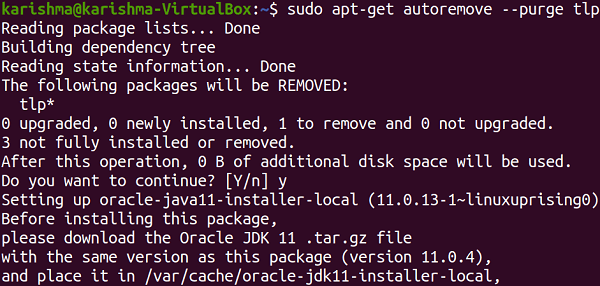 karishma@karishma-VirtualBox:~$ sudo apt-get autoremove --purge tlp
Reading package lists... Done
Building dependency tree
Reading state information... Done
The following packages will be REMOVED:
  tlp*
0 upgraded, 0 newly installed, 1 to remove and 0 not upgraded.
3 not fully installed or removed.
After this operation, 0 B of additional disk space will be used.
Do you want to continue? [Y/n] y
Setting up oracle-java11-installer-local (11.0.13-1~linuxuprising0)
Before installing this package,
please download the Oracle JDK 11 .tar.gz file
with the same version as this package (version 11.0.4),
and place it in /var/cache/oracle-jdk11-installer-local,